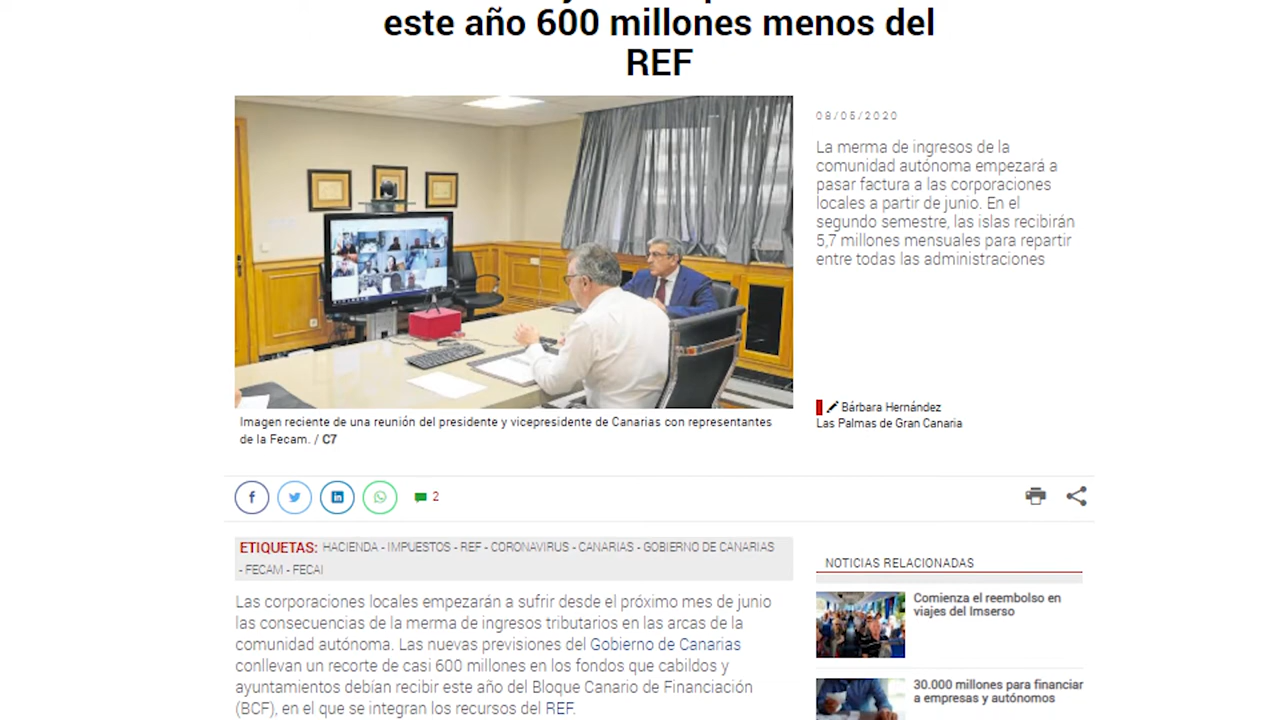 este año 600 millones menos del
REF
08/05/2020
La merma de ingresos de la
comunidad autónoma empezará a
pasar factura a las corporaciones
locales a partir de junio. En el
segundo semestre, las islas recibirán
5,7 millones mensuales para repartir
entre todas las administraciones
Bárbara Hernández
Las Palmas de Gran Canaria
Imagen reciente de una reunión del presidente y vicepresidente de Canarias con representantes
de la Fecam. / C7
2
ETIQUETAS: HACIENDA - IMPUESTOS - REF - CORONAVIRUS - CANARIAS - GOBIERNO DE CANARIAS
- FECAM - FECAI
Las corporaciones locales empezarán a sufrir desde el próximo mes de junio
las consecuencias de la merma de ingresos tributarios en las arcas de la
comunidad autónoma. Las nuevas previsiones del Gobierno de Canarias
conllevan un recorte de casi 600 millones en los fondos que cabildos y
ayuntamientos debían recibir este año del Bloque Canario de Financiación
(BCF), en el que se integran los recursos del REF.
NOTICIAS RELACIONADAS
Comienza el reembolso en
viajes del Imserso
30.000 millones para financiar
a empresas y autónomos